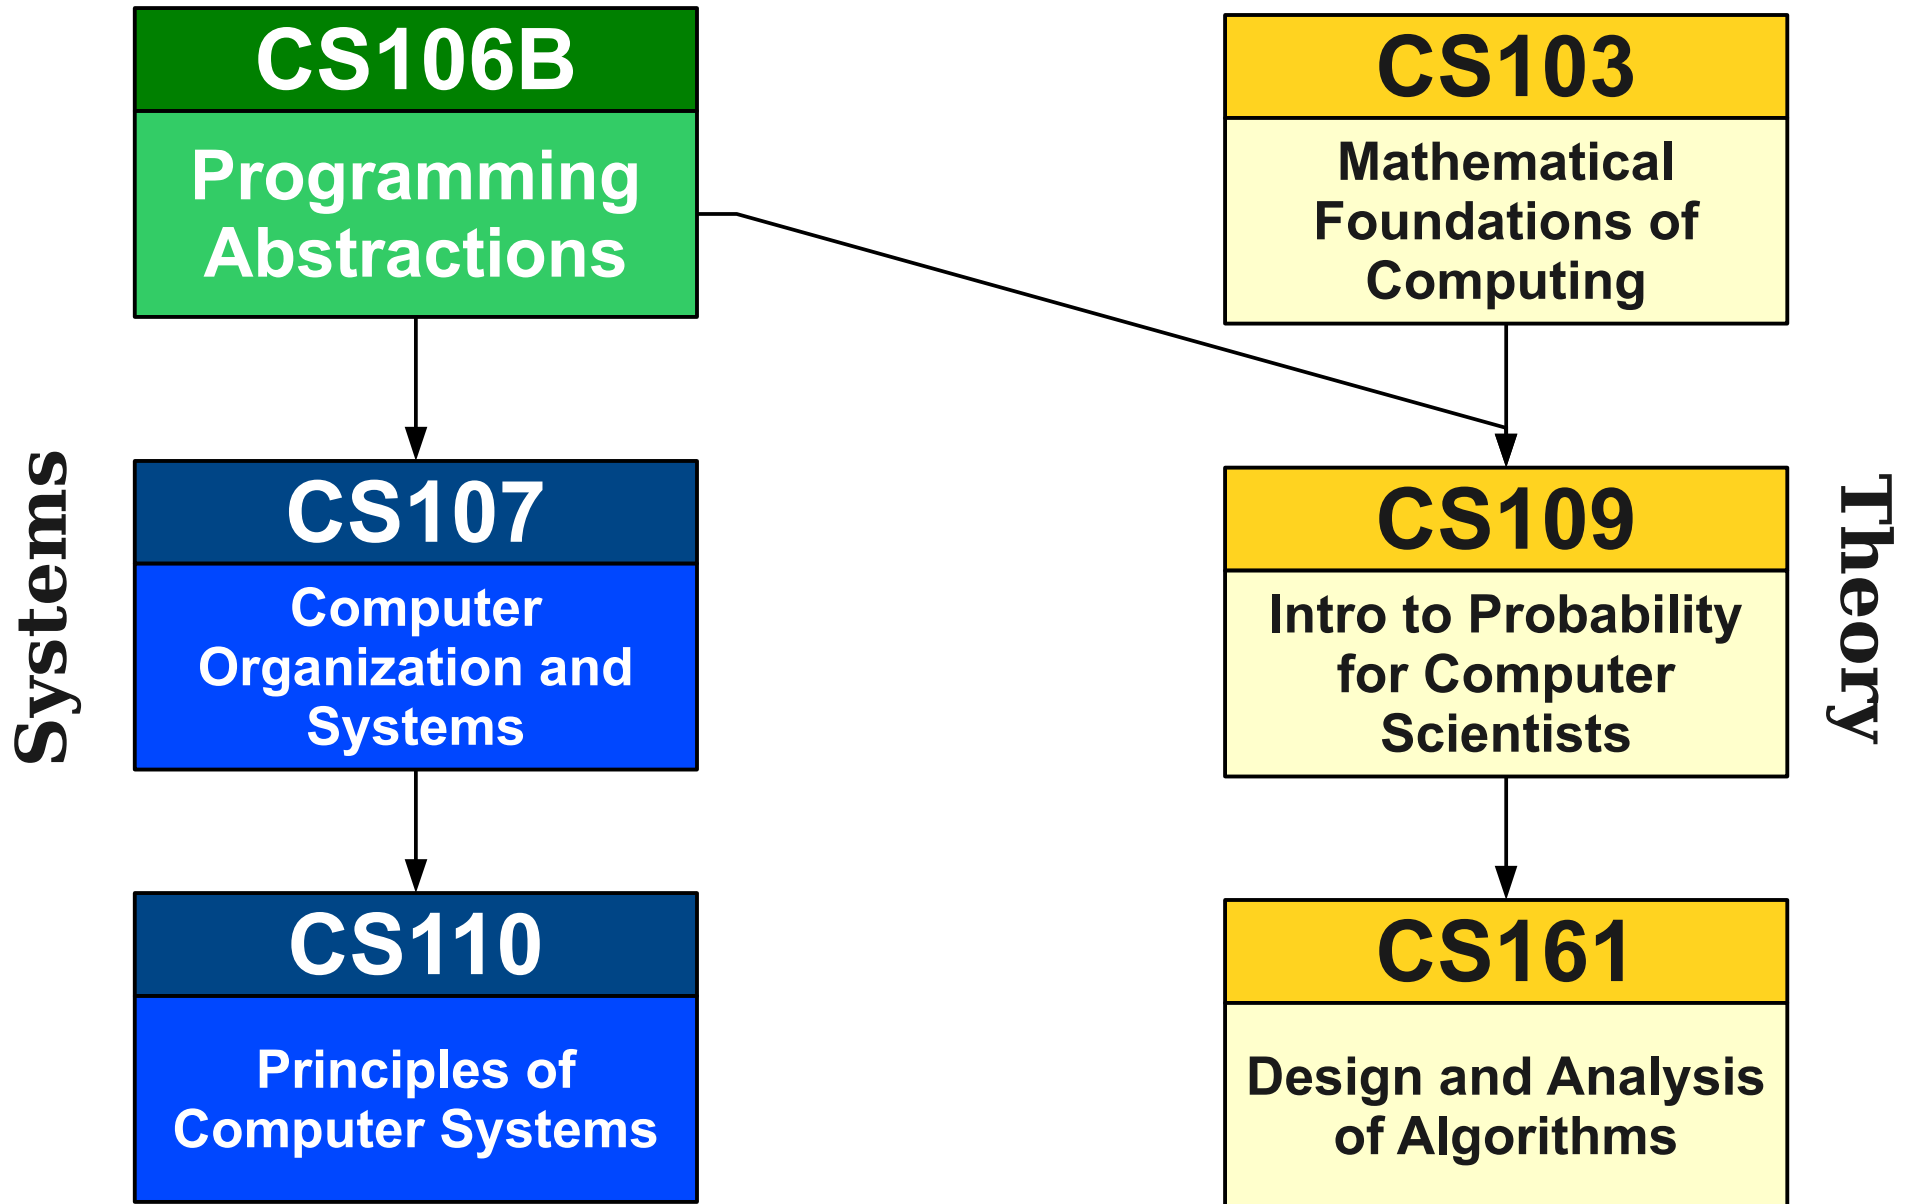 CS106B
Programming
Abstractions
CS103
Mathematical
Foundations of
Computing
Systems
CS107
Computer
Organization and
Systems
CS109
Intro to Probability
for Computer
Scientists
Theory
CS110
Principles of
Computer Systems
CS161
Design and Analysis
of Algorithms